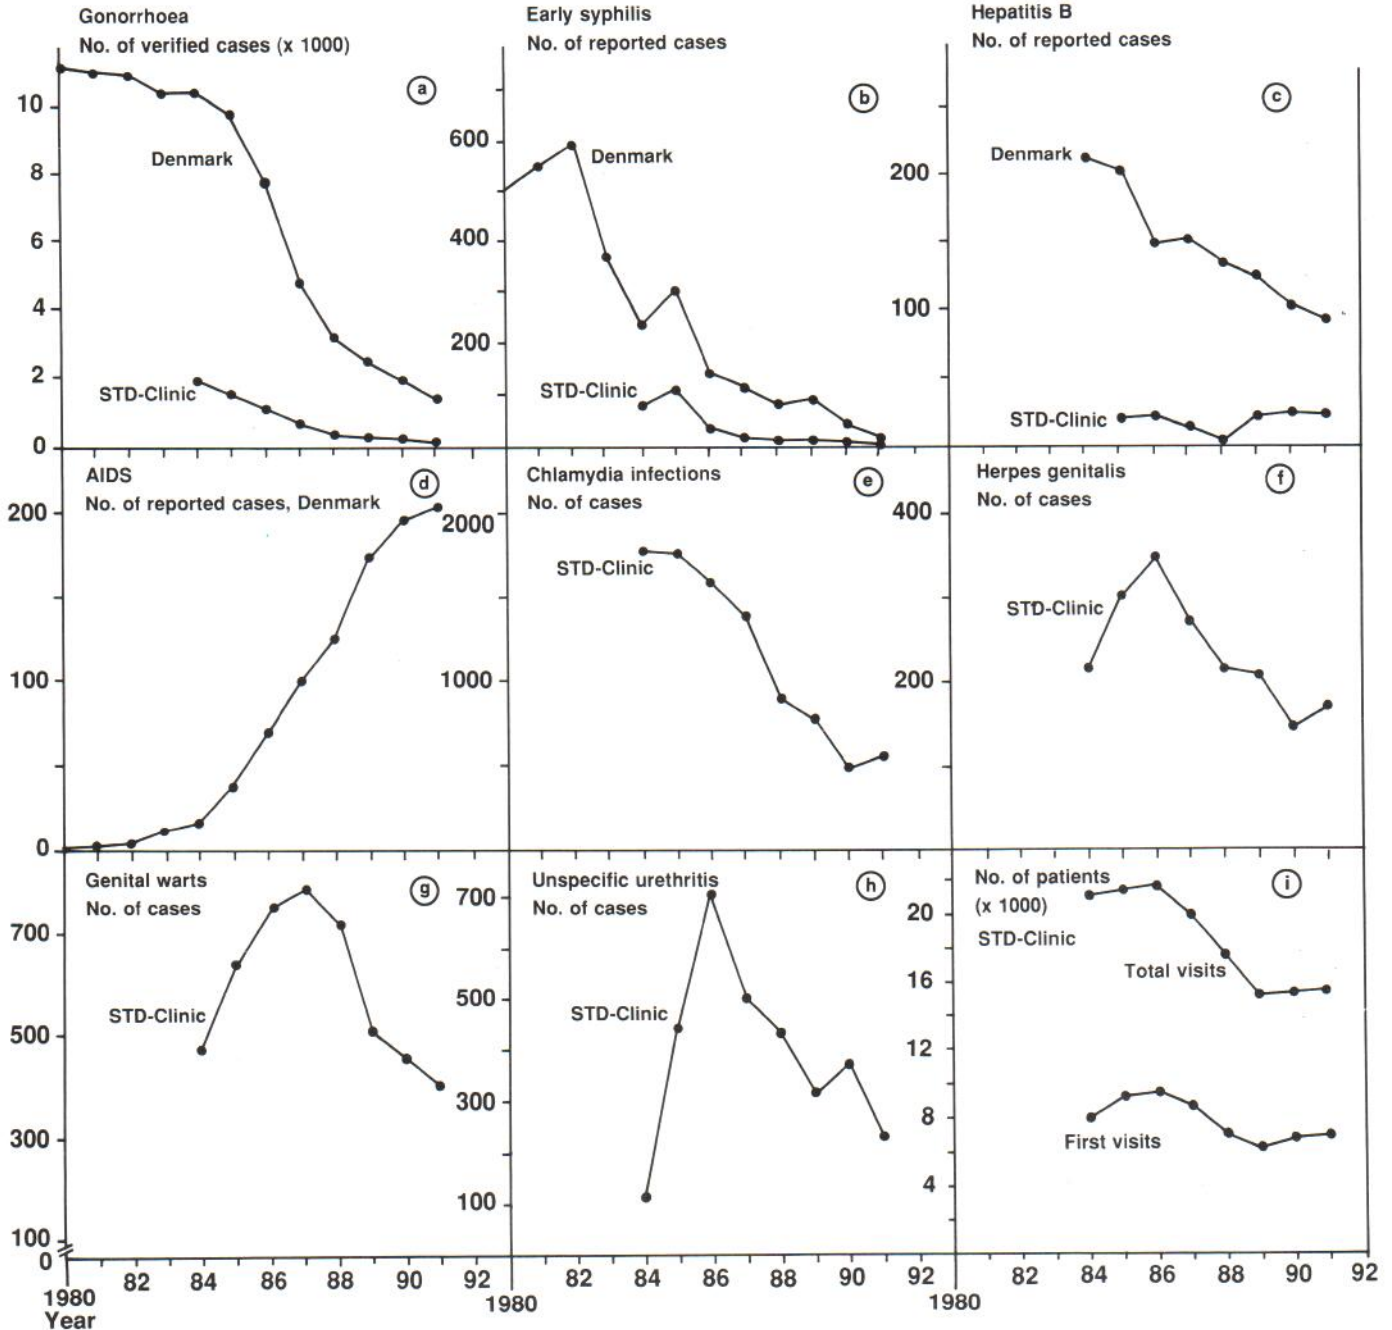 Gonorrhoea
No. of verified cases (x 1000)
a
10
8
6
4
2
0
Denmark
STD-Clinic
Early syphilis
No. of reported cases
b
600
400
200
Denmark
STD-Clinic
Hepatitis B
No. of reported cases
c
200
100
Denmark
STD-Clinic
AIDS
No. of reported cases, Denmark
d
200
100
0
Chlamydia infections
No. of cases
e
2000
1000
STD-Clinic
Herpes genitalis
No. of cases
f
400
200
STD-Clinic
Genital warts
No. of cases
g
700
500
300
100
0
STD-Clinic
1980 82 84 86 88 90 92
Year
Unspecific urethritis
No. of cases
h
700
500
300
100
STD-Clinic
1980 82 84 86 88 90
No. of patients
(x 1000)
STD-Clinic
i
20
16
12
8
4
Total visits
First visits
1980 82 84 86 88 90 92